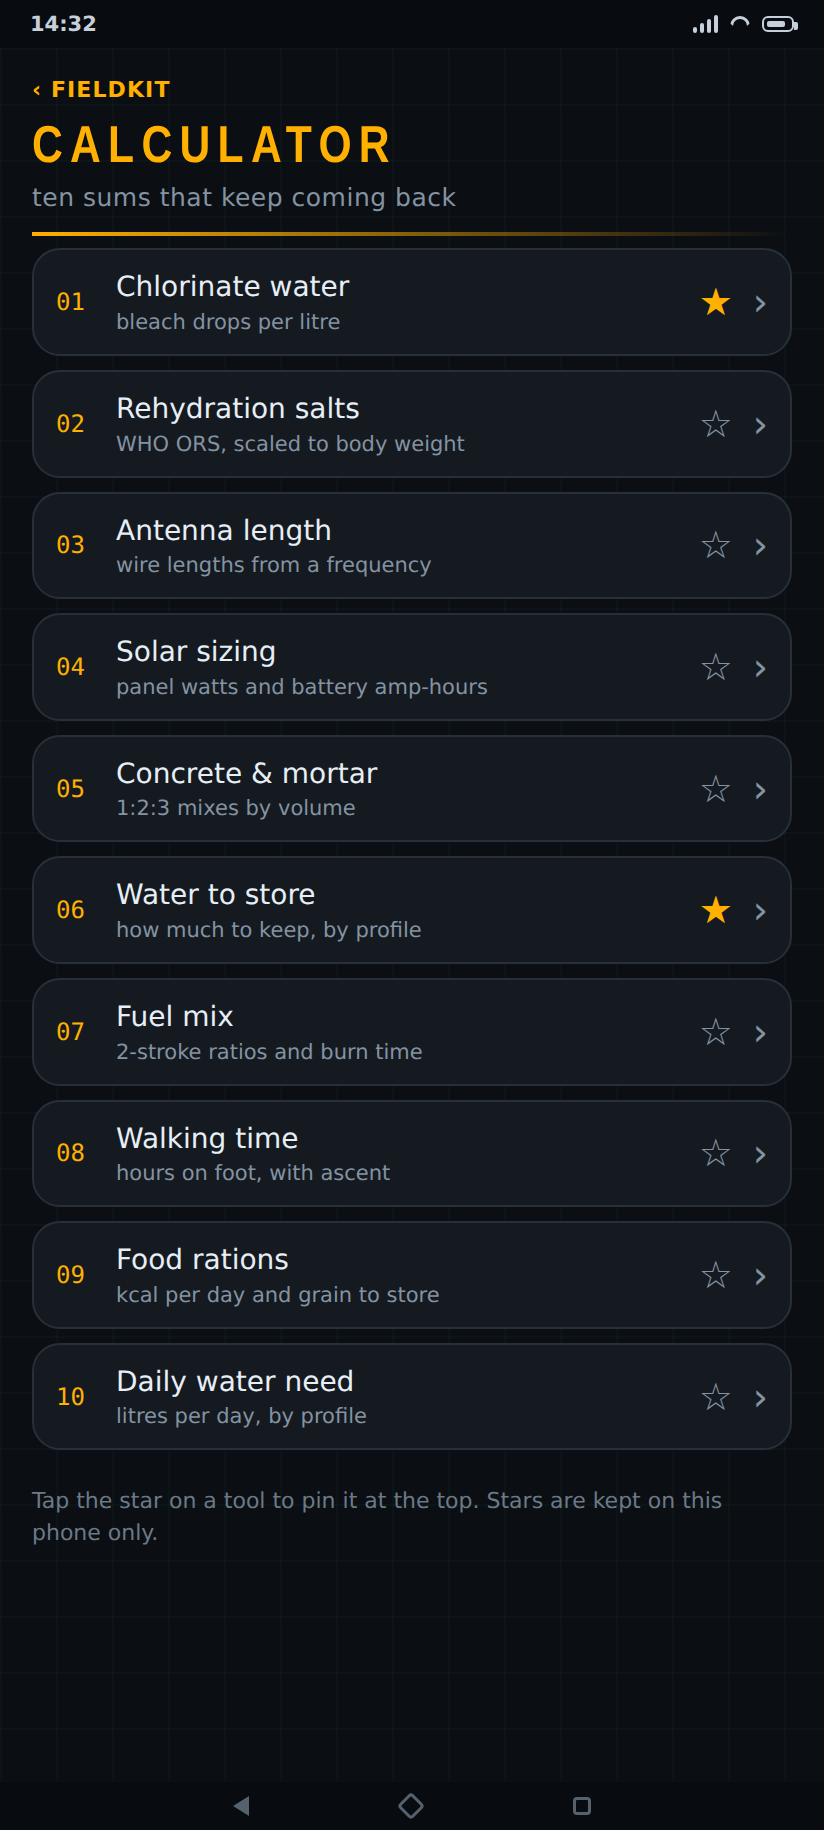 14:32
‹ FIELDKIT
CALCULATOR
ten sums that keep coming back
01
Chlorinate water
bleach drops per litre
02
Rehydration salts
WHO ORS, scaled to body weight
03
Antenna length
wire lengths from a frequency
04
Solar sizing
panel watts and battery amp-hours
05
Concrete & mortar
1:2:3 mixes by volume
06
Water to store
how much to keep, by profile
07
Fuel mix
2-stroke ratios and burn time
08
Walking time
hours on foot, with ascent
09
Food rations
kcal per day and grain to store
10
Daily water need
litres per day, by profile
Tap the star on a tool to pin it at the top. Stars are kept on this
phone only.